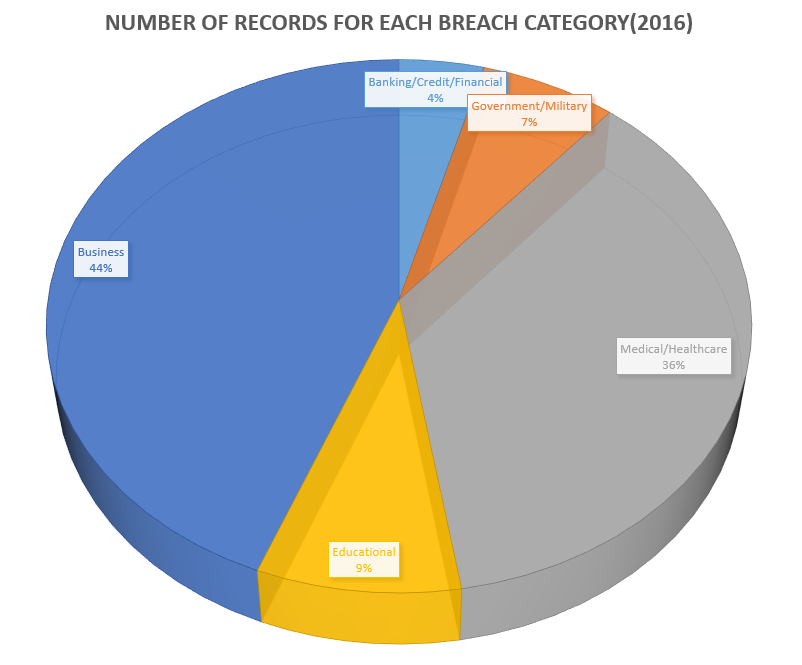 NUMBER OF RECORDS FOR EACH BREACH CATEGORY(2016)
Banking/Credit/Financial
4%
Government/Military
7%
Business
44%
Medical/Healthcare
36%
Educational
9%